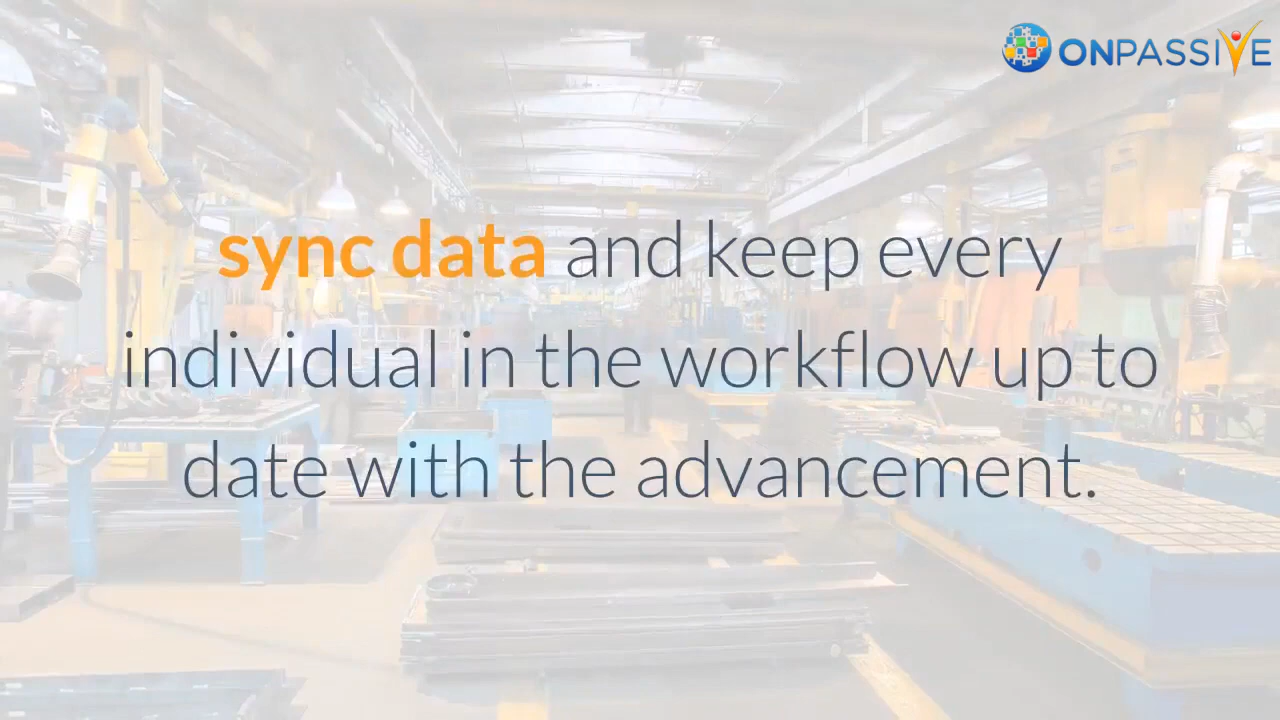 ONPASSIVE
sync data and keep every
individual in the workflow up to
date with the advancement.